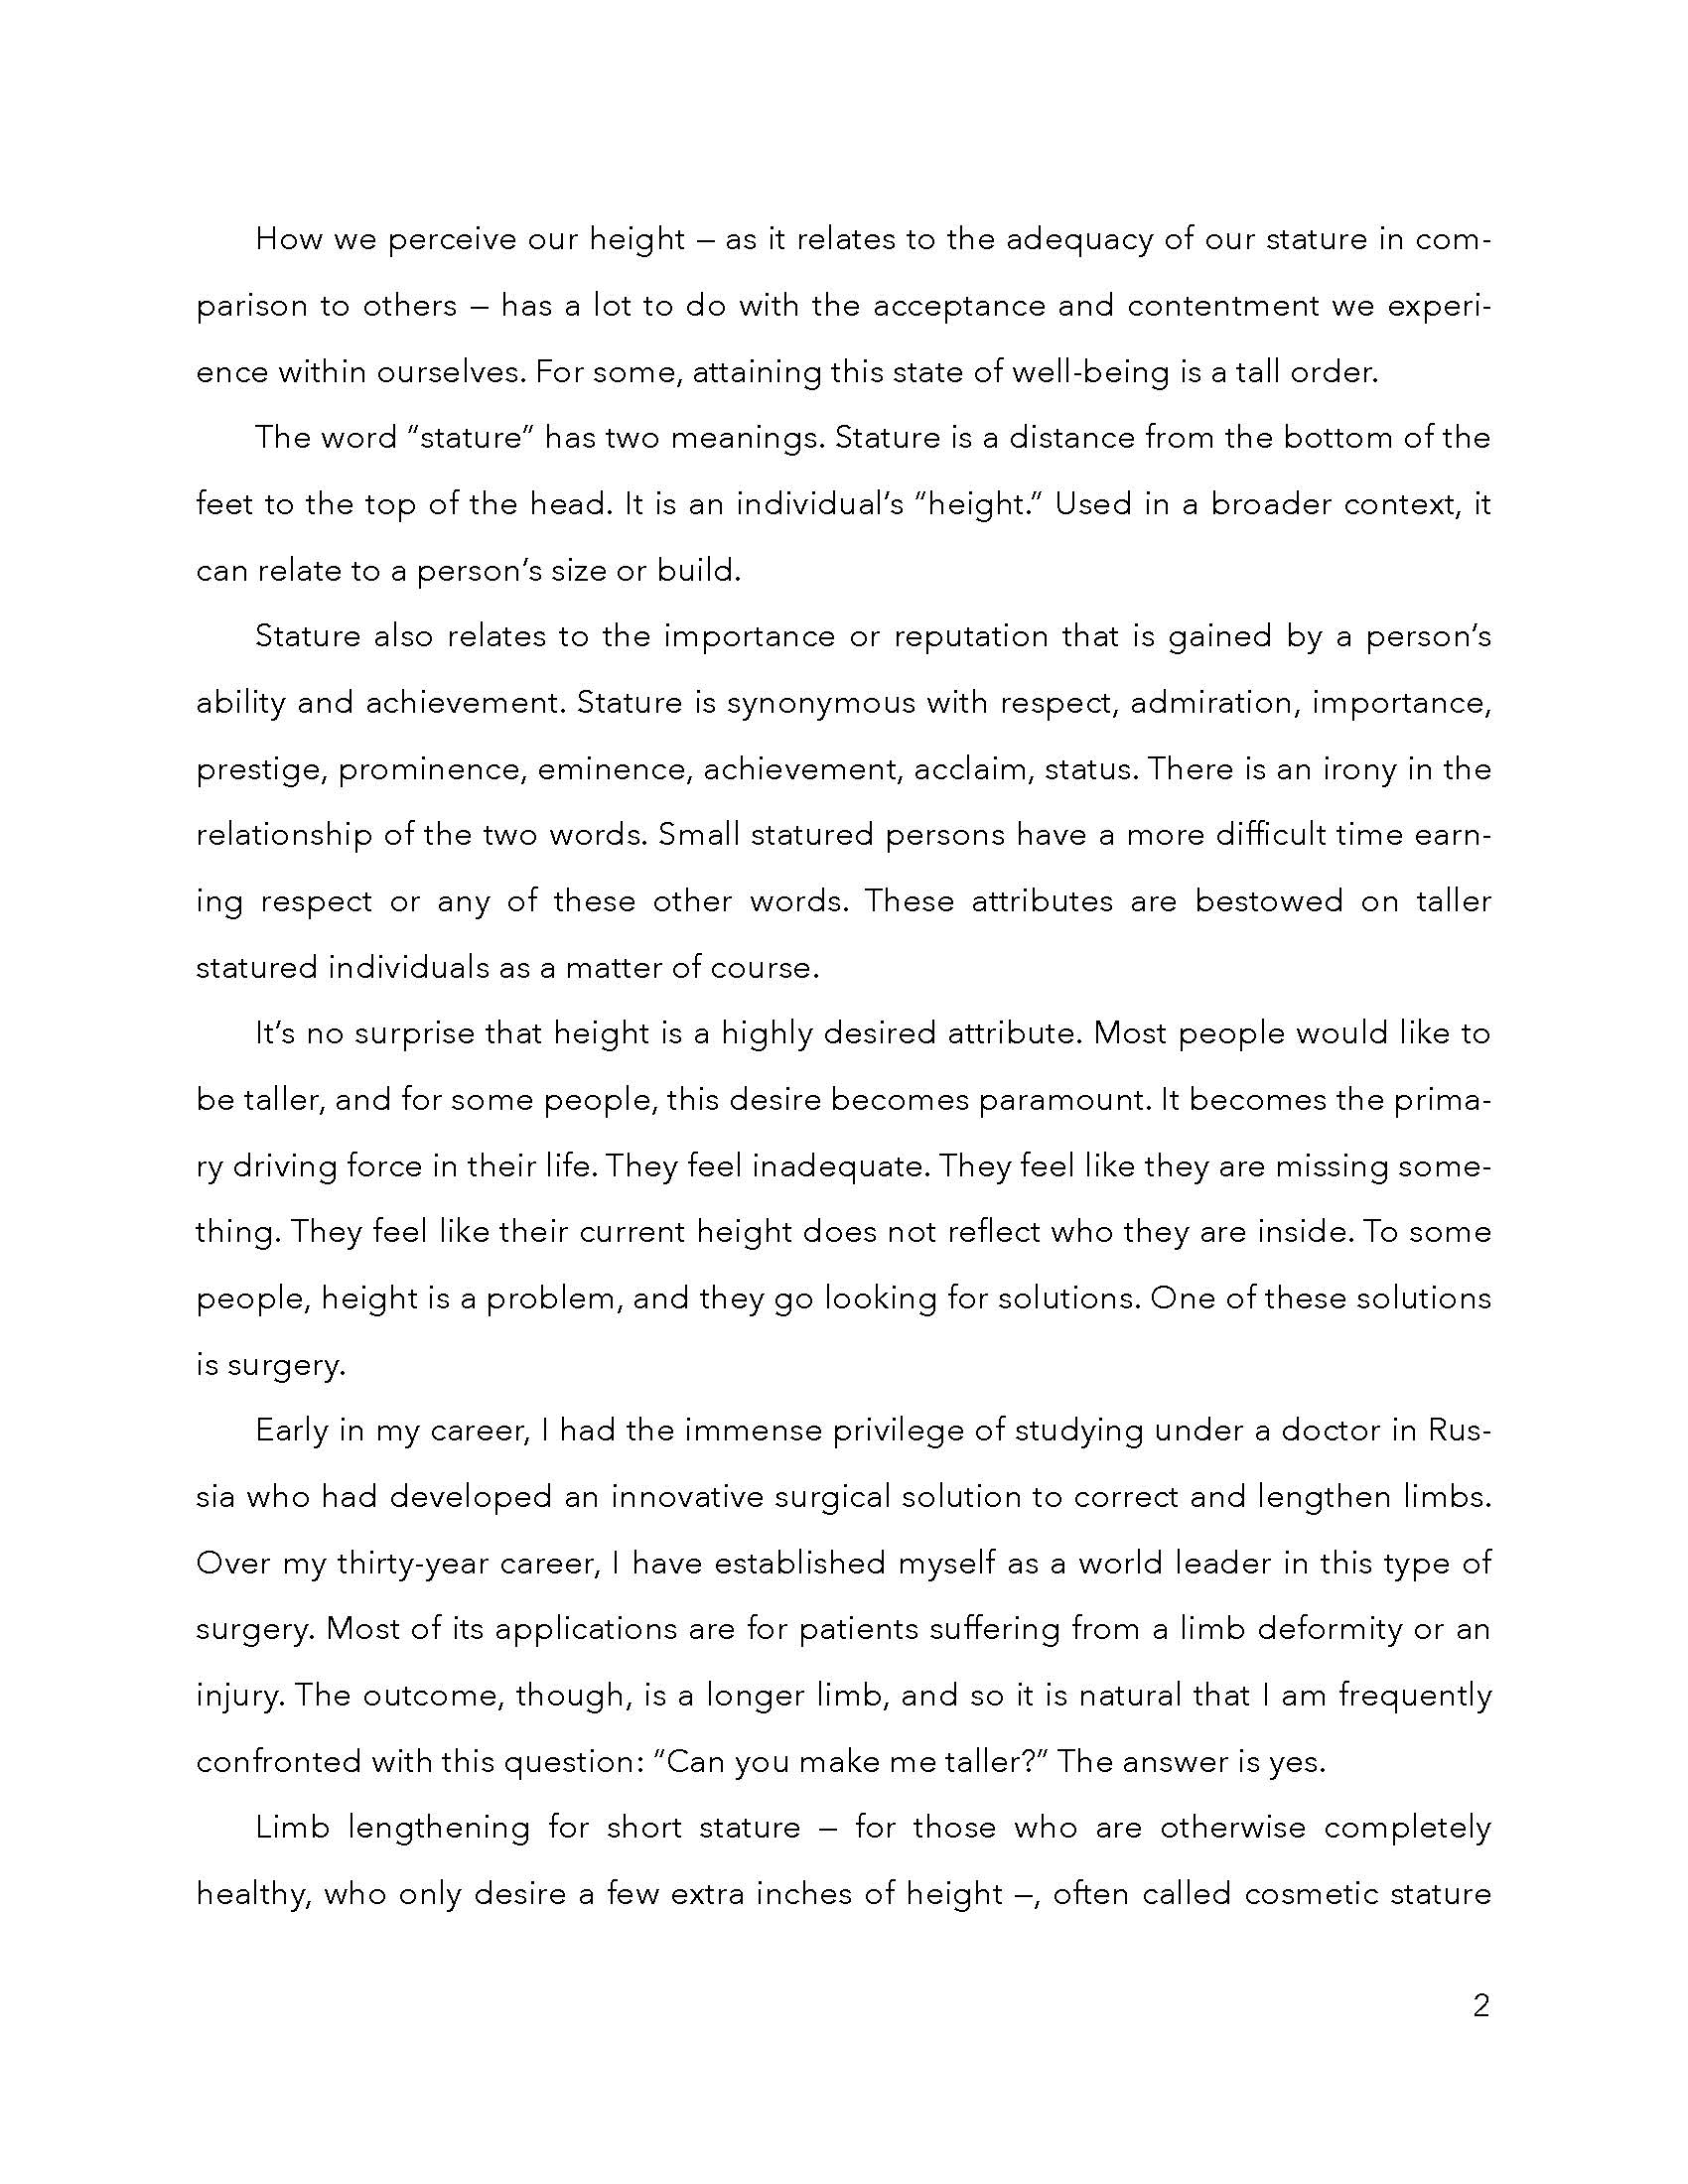 How we perceive our height – as it relates to the adequacy of our stature in com-
parison to others – has a lot to do with the acceptance and contentment we experi-
ence within ourselves. For some, attaining this state of well-being is a tall order.
The word “stature” has two meanings. Stature is a distance from the bottom of the
feet to the top of the head. It is an individual’s “height.” Used in a broader context, it
can relate to a person’s size or build.
Stature also relates to the importance or reputation that is gained by a person’s
ability and achievement. Stature is synonymous with respect, admiration, importance,
prestige, prominence, eminence, achievement, acclaim, status. There is an irony in the
relationship of the two words. Small statured persons have a more difficult time earn-
ing respect or any of these other words. These attributes are bestowed on taller
statured individuals as a matter of course.
It’s no surprise that height is a highly desired attribute. Most people would like to
be taller, and for some people, this desire becomes paramount. It becomes the prima-
ry driving force in their life. They feel inadequate. They feel like they are missing some-
thing. They feel like their current height does not reflect who they are inside. To some
people, height is a problem, and they go looking for solutions. One of these solutions
is surgery.
Early in my career, I had the immense privilege of studying under a doctor in Rus-
sia who had developed an innovative surgical solution to correct and lengthen limbs.
Over my thirty-year career, I have established myself as a world leader in this type of
surgery. Most of its applications are for patients suffering from a limb deformity or an
injury. The outcome, though, is a longer limb, and so it is natural that I am frequently
confronted with this question: “Can you make me taller?” The answer is yes.
Limb lengthening for short stature – for those who are otherwise completely
healthy, who only desire a few extra inches of height –, often called cosmetic stature
2